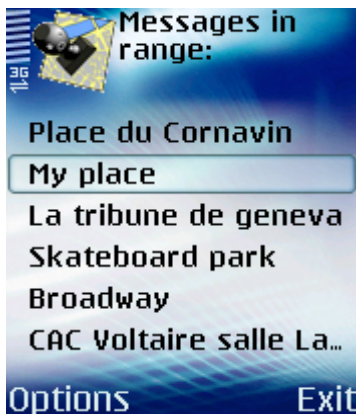 Messages in
range:
3G
Place du Cornavin
My place
La tribune de geneva
Skateboard park
Broadway
CAC Voltaire salle La…
Options Exit